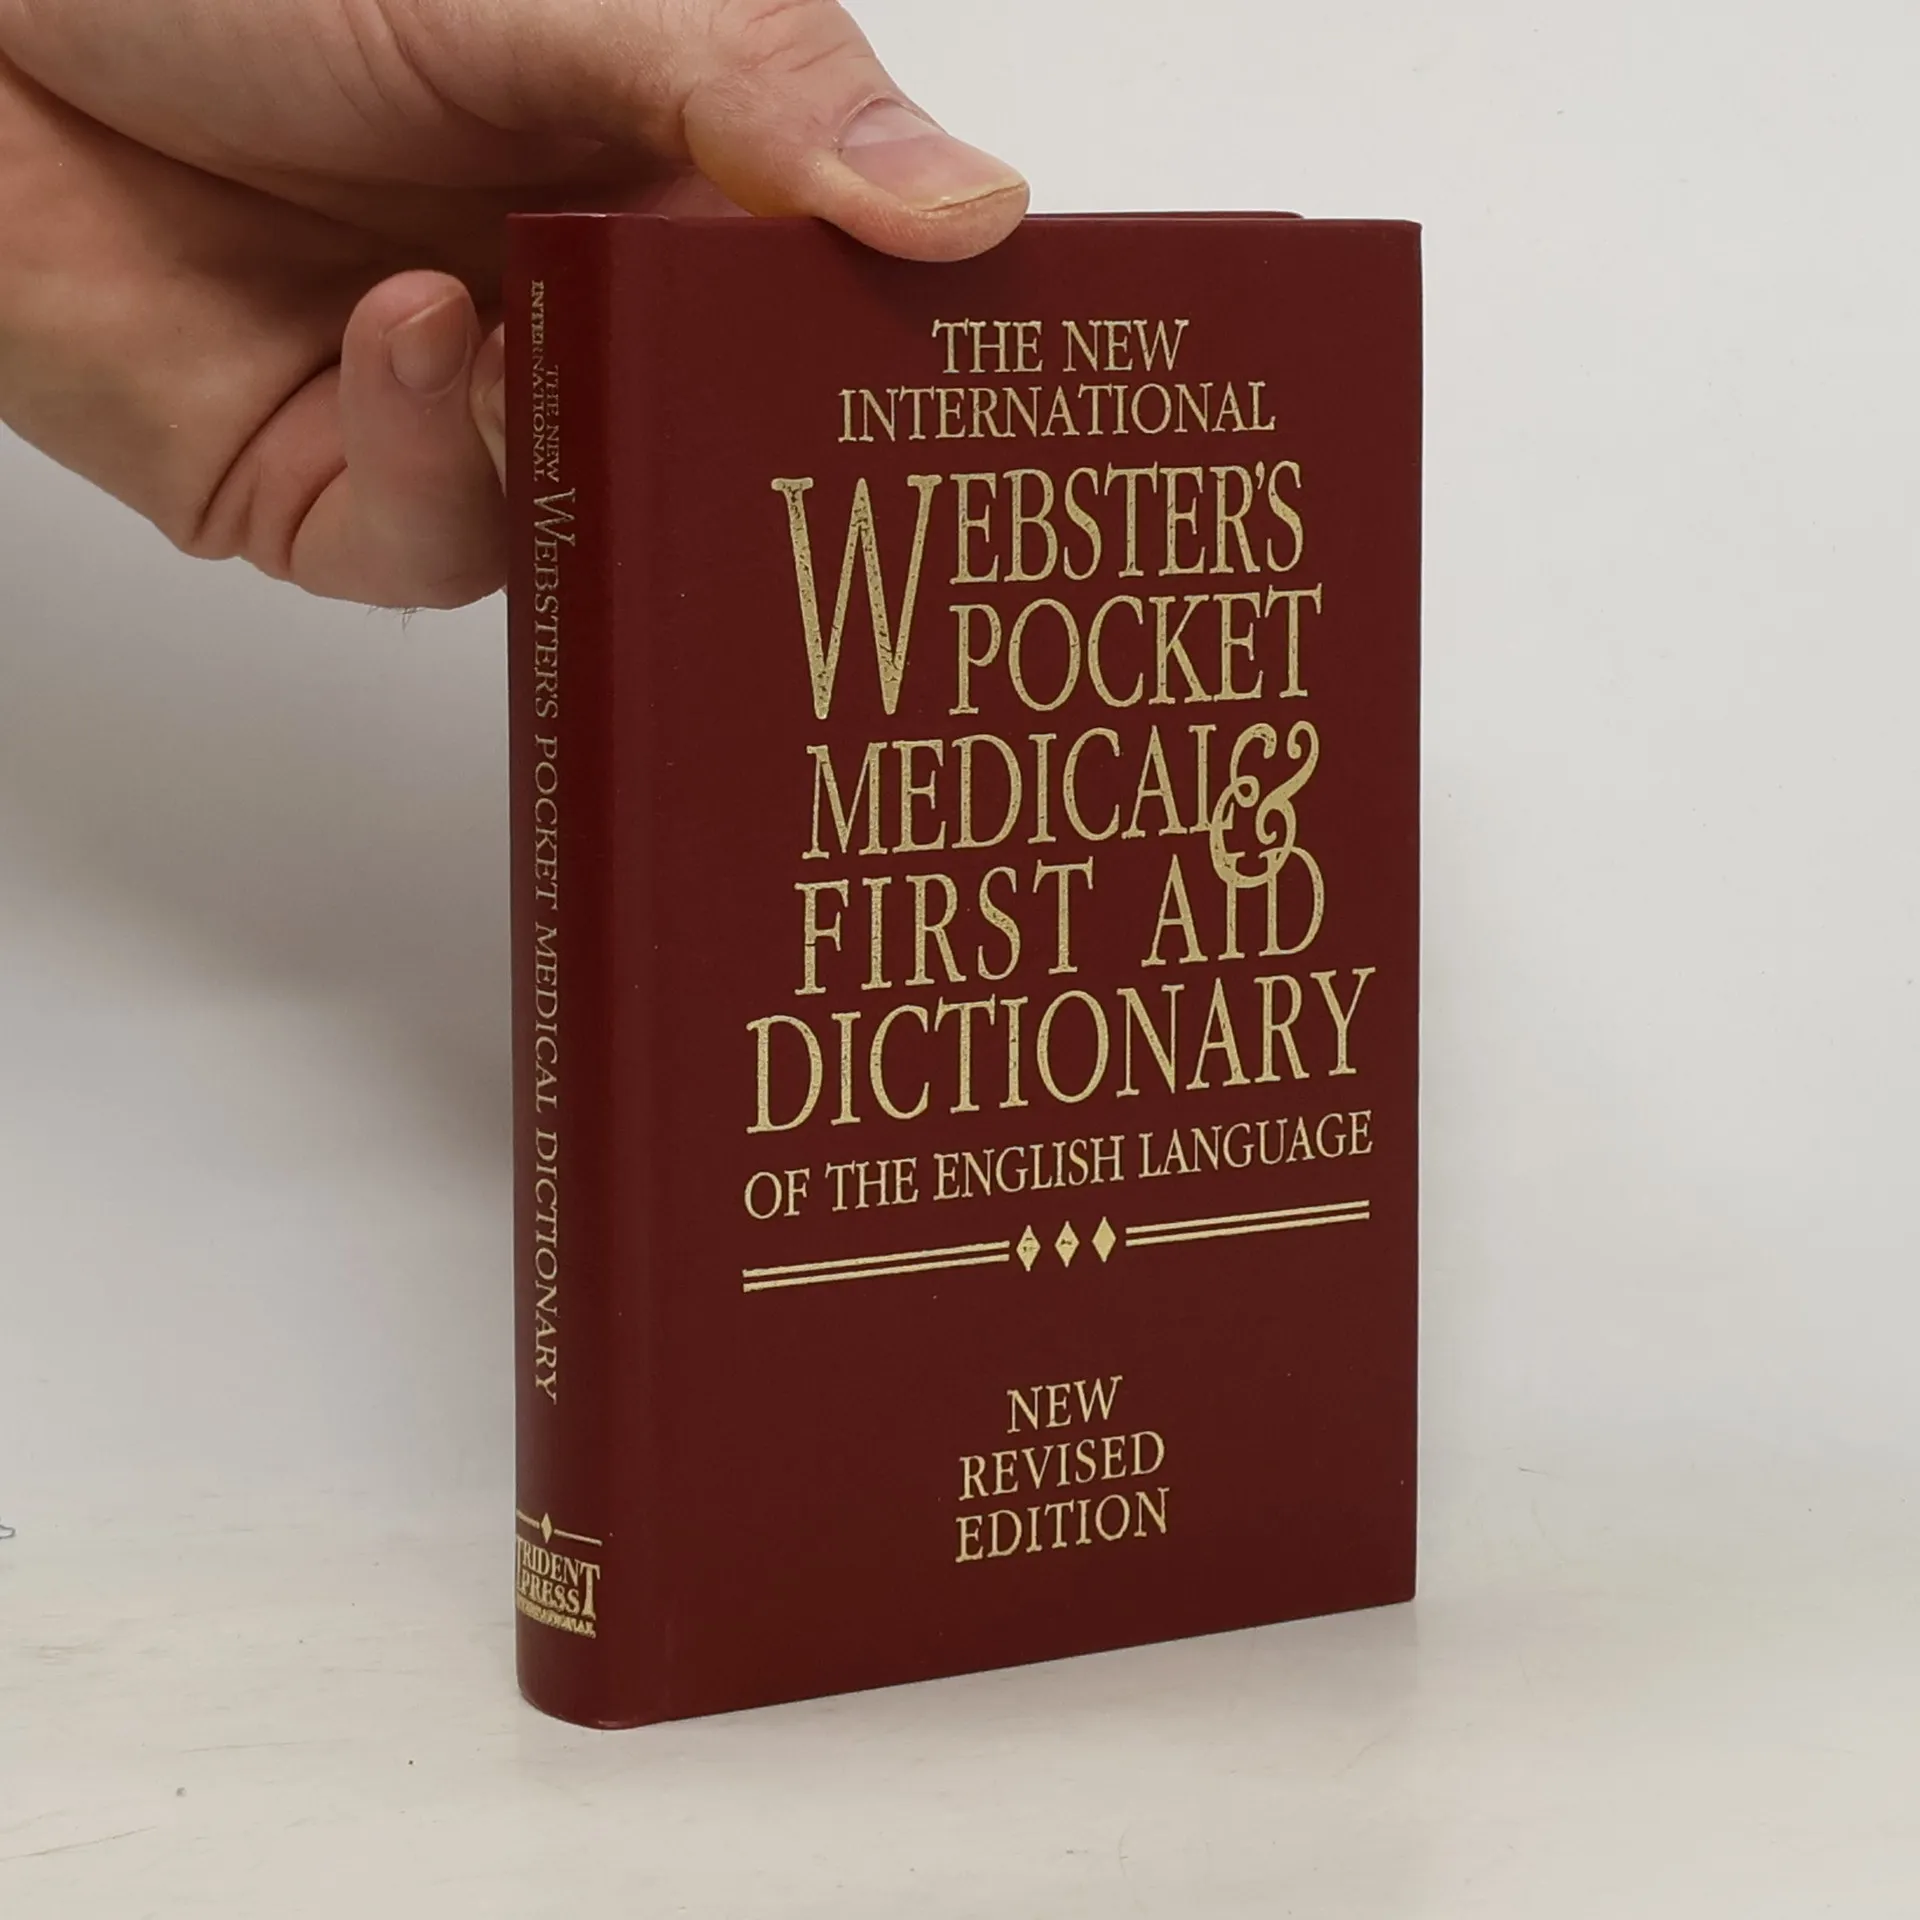 THE NEW
INTERNATIONAL
WEBSTER'S
POCKET
MEDICAL &
FIRST AID
DICTIONARY
OF THE ENGLISH LANGUAGE
NEW
REVISED
EDITION
THE NEW
INTERNATIONAL
WEBSTER'S POCKET MEDICAL DICTIONARY
TRIDENT
PRESS
INTERNATIONAL